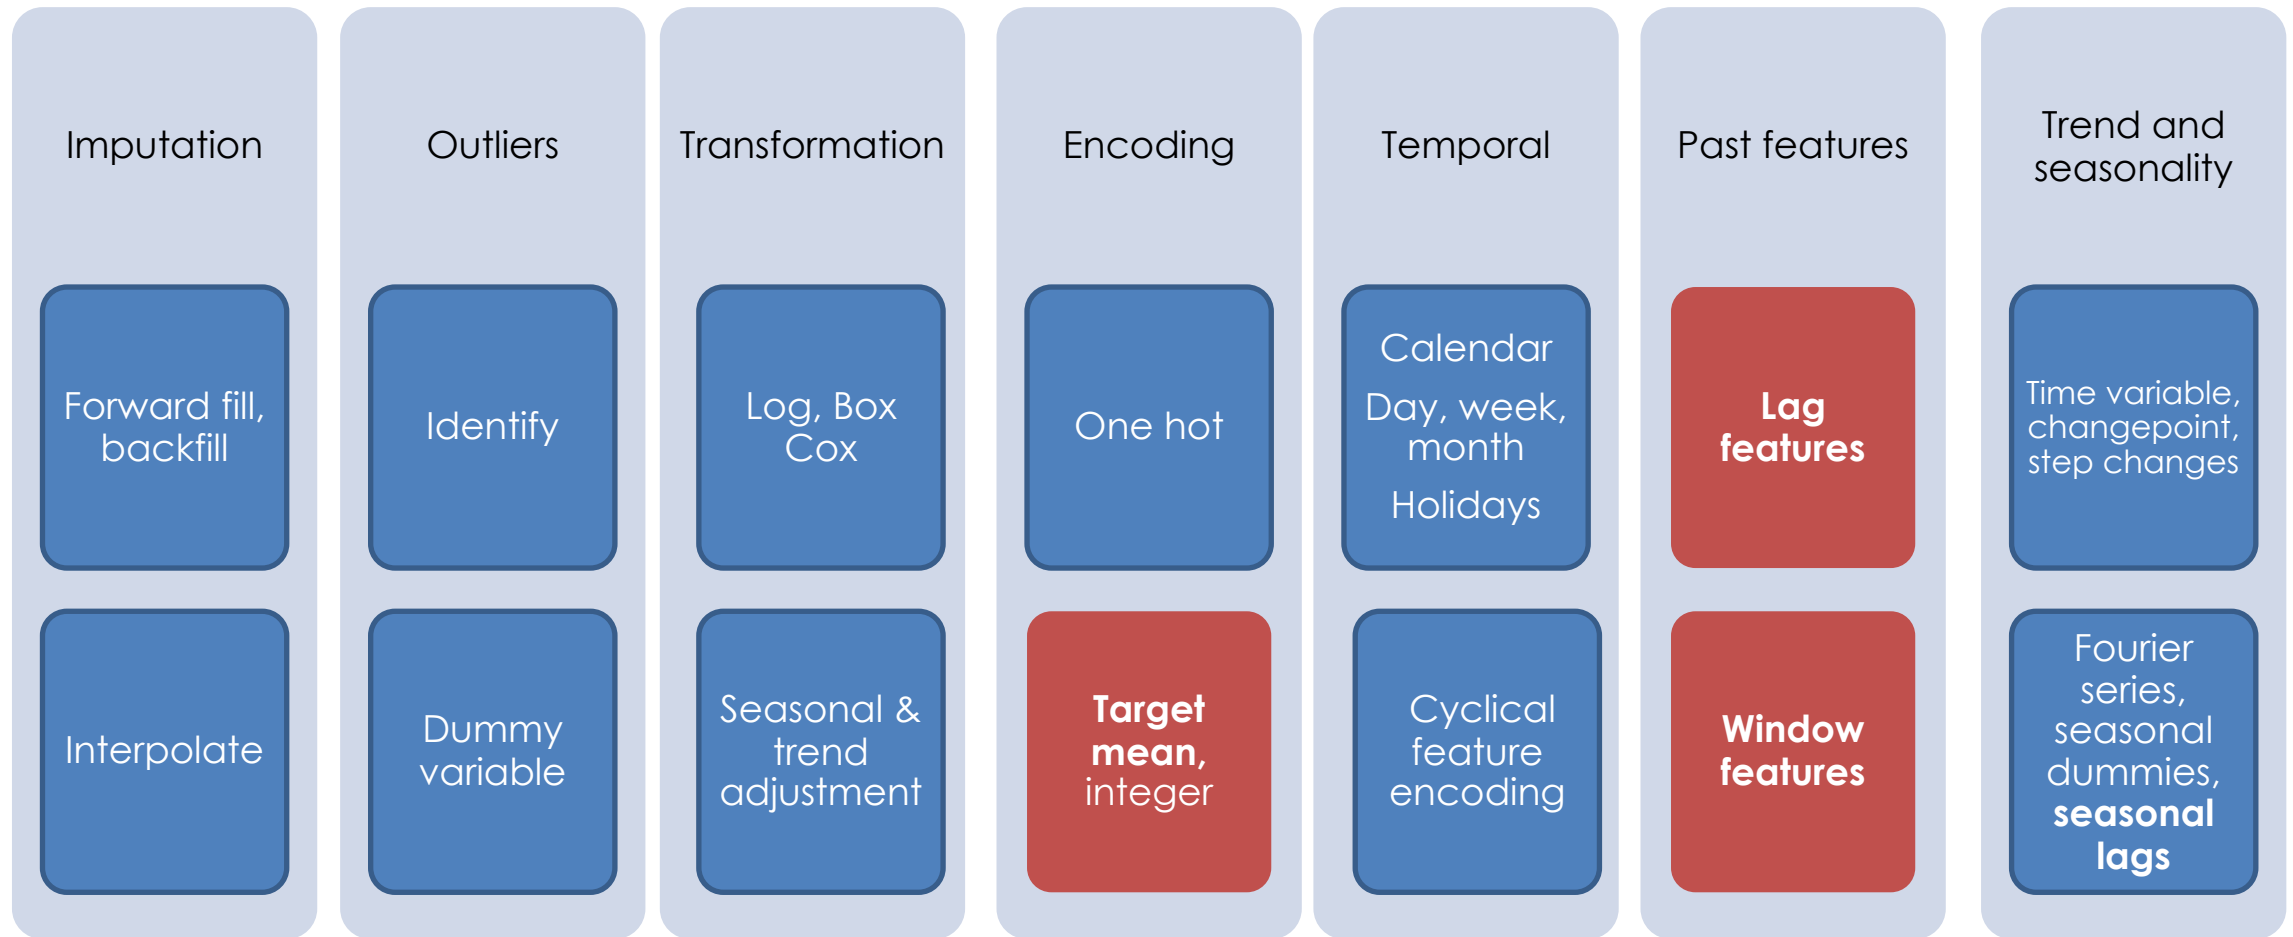 Imputation
Forward fill,
backfill
Interpolate
Outliers
Identify
Dummy
variable
Transformation
Log, Box
Cox
Seasonal &
trend
adjustment
Encoding
One hot
Target
mean,
integer
Temporal
Calendar
Day, week,
month
Holidays
Cyclical
feature
encoding
Past features
Lag
features
Window
features
Trend and
seasonality
Time variable,
changepoint,
step changes
Fourier
series,
seasonal
dummies,
seasonal
lags